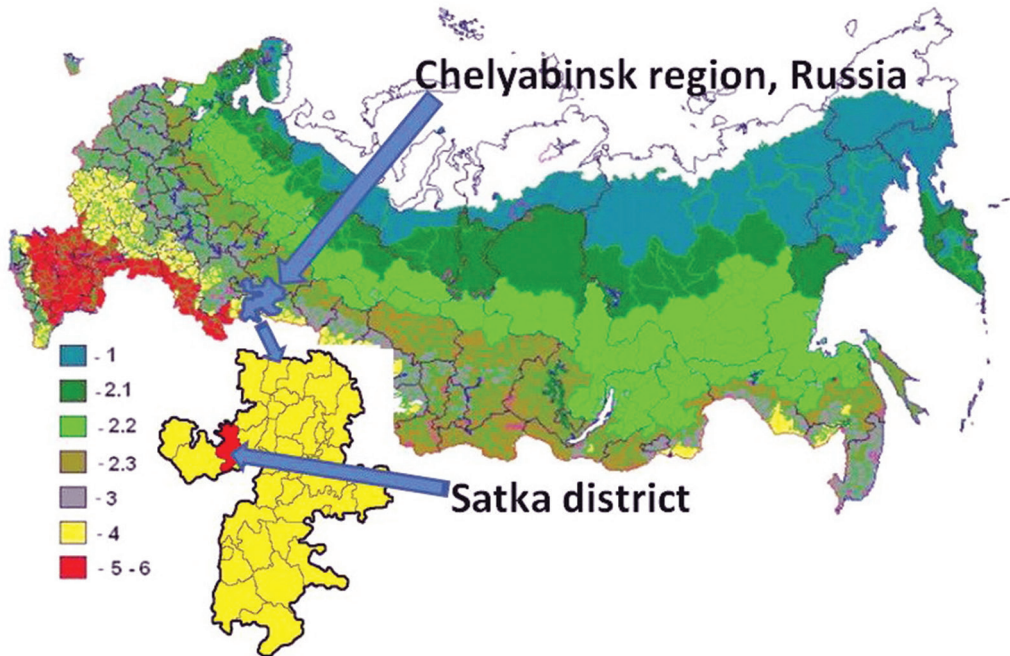 Chelyabinsk region, Russia
- 1
- 2.1
- 2.2
- 2.3
- 3
- 4
- 5 - 6
Satka district